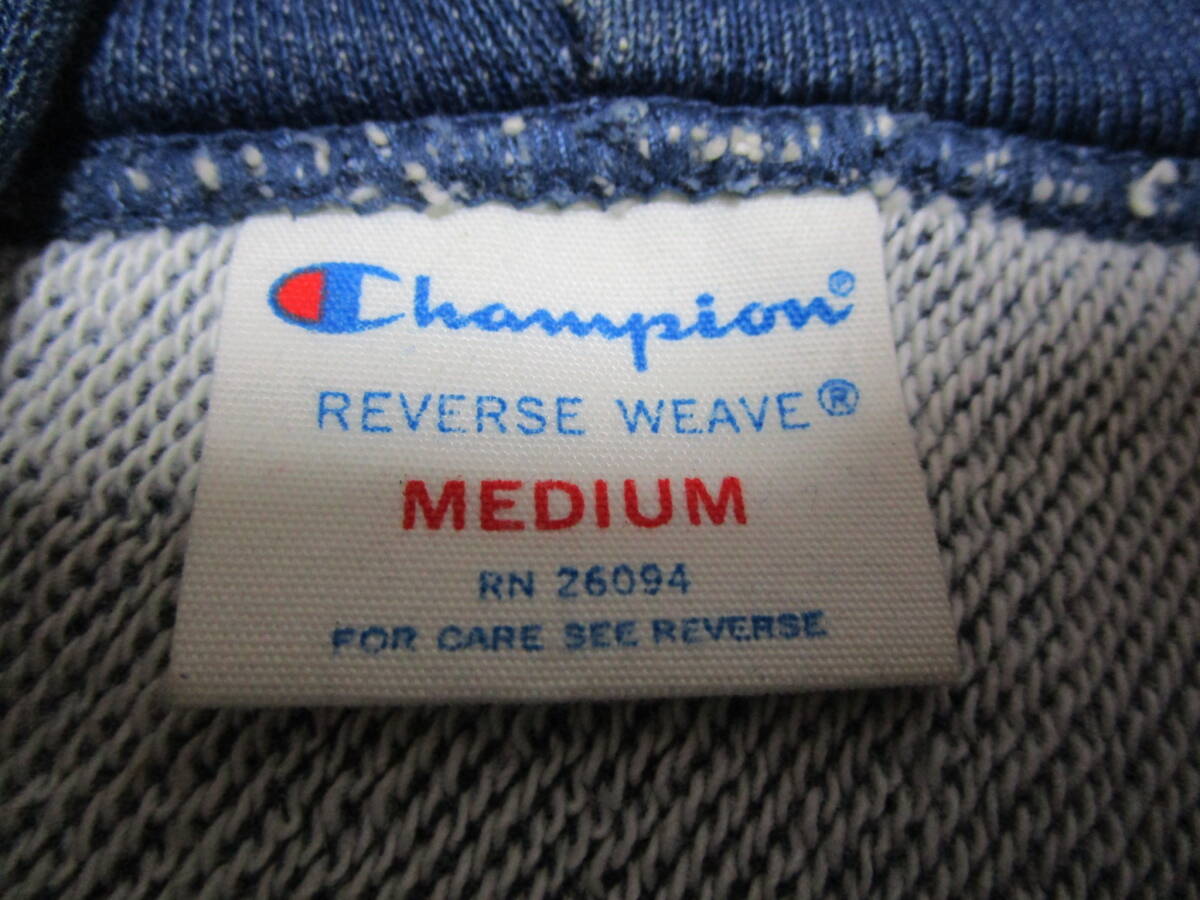 Champion®
REVERSE WEAVE®
MEDIUM
RN 26094
FOR CARE SEE REVERSE